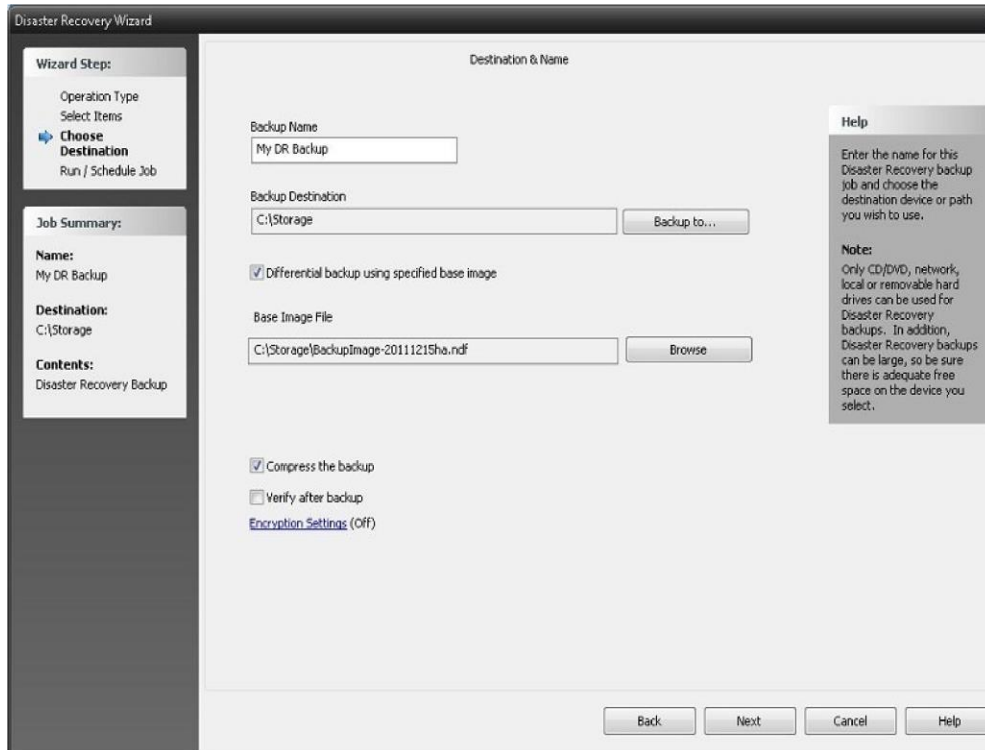 Disaster Recovery Wizard
Wizard Step:
Operation Type
Select Items
Choose
Destination
Run / Schedule Job
Job Summary:
Name:
My DR Backup
Destination:
C:\Storage
Contents:
Disaster Recovery Backup
Destination & Name
Backup Name
My DR Backup
Backup Destination
C:\Storage
Backup to...
Differential backup using specified base image
Base Image File
C:\Storage\BackupImage-20111215ha.ndf
Browse
Compress the backup
Verify after backup
Encryption Settings (Off)
Help
Enter the name for this
Disaster Recovery backup
job and choose the
destination device or path
you wish to use.
Note:
Only CD/DVD, network,
local or removable hard
drives can be used for
Disaster Recovery
backups. In addition,
Disaster Recovery backups
can be large, so be sure
there is adequate free
space on the device you
select.
Back
Next
Cancel
Help